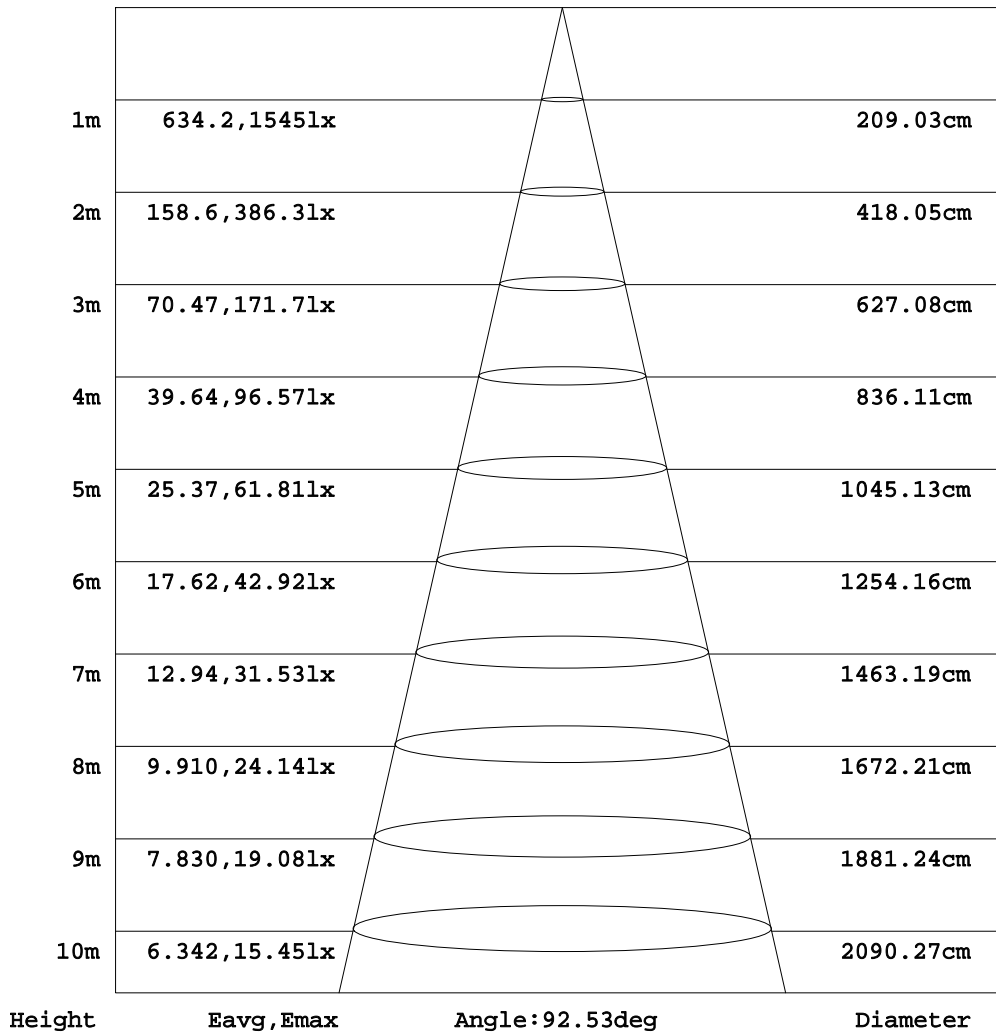 1m 634.2,1545lx 209.03cm
2m 158.6,386.3lx 418.05cm
3m 70.47,171.7lx 627.08cm
4m 39.64,96.57lx 836.11cm
5m 25.37,61.81lx 1045.13cm
6m 17.62,42.92lx 1254.16cm
7m 12.94,31.53lx 1463.19cm
8m 9.910,24.14lx 1672.21cm
9m 7.830,19.08lx 1881.24cm
10m 6.342,15.45lx 2090.27cm
Height Eavg,Emax Angle:92.53deg Diameter